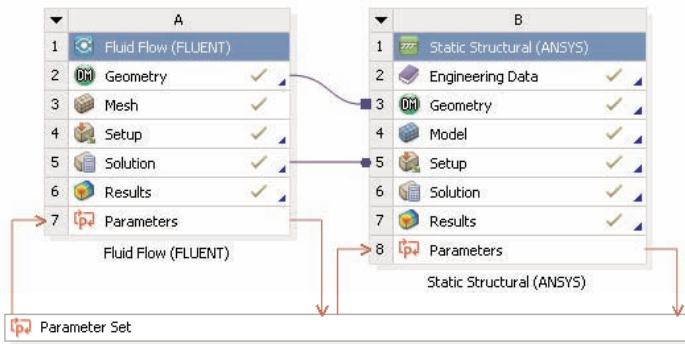 A
1 Fluid Flow (FLUENT)
2 DM Geometry
3 Mesh
4 Setup
5 Solution
6 Results
7 Parameters
Fluid Flow (FLUENT)
B
1 Static Structural (ANSYS)
2 Engineering Data
3 DM Geometry
4 Model
5 Setup
6 Solution
7 Results
8 Parameters
Static Structural (ANSYS)
Parameter Set